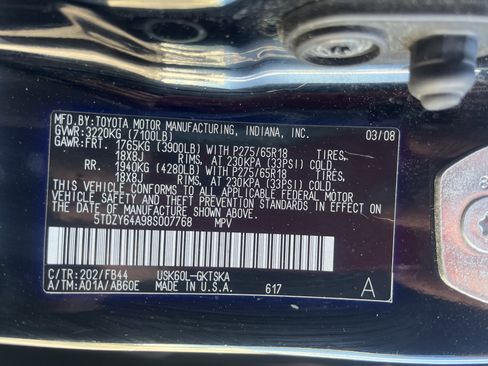 MFD.BY:TOYOTA MOTOR MANUFACTURING, INDIANA, INC. 03/08
GVWR:3220KG (7100LB)
GAWR:FRT. 1765KG (3900LB) WITH P275/65R18 TIRES,
18X8J RIMS, AT 230KPA (33PSI) COLD
RR. 1940KG (4280LB) WITH P275/65R18 TIRES,
18X8J RIMS, AT 230KPA (33PSI) COLD.
THIS VEHICLE CONFORMS TO ALL APPLICABLE FEDERAL MOTOR
VEHICLE SAFETY AND THEFT PREVENTION STANDARDS IN EFFECT
ON THE DATE OF MANUFACTURE SHOWN ABOVE.
5TDZY64A98S007768 MPV
C/TR:202/FB44 USK60L-GKTSKA
A/TM:A01A/AB60E MADE IN U.S.A. 617 A